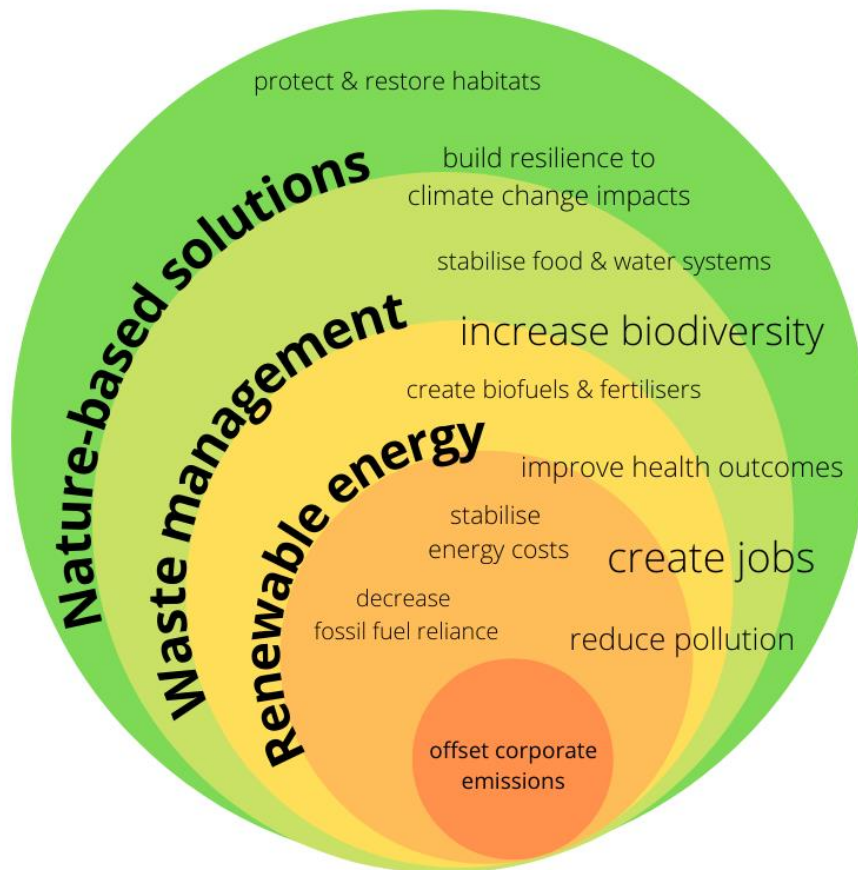 protect & restore habitats
Nature-based solutions
build resilience to
climate change impacts
stabilise food & water systems
Waste management
increase biodiversity
create biofuels & fertilisers
Renewable energy
improve health outcomes
stabilise
energy costs
create jobs
decrease
fossil fuel reliance
reduce pollution
offset corporate
emissions